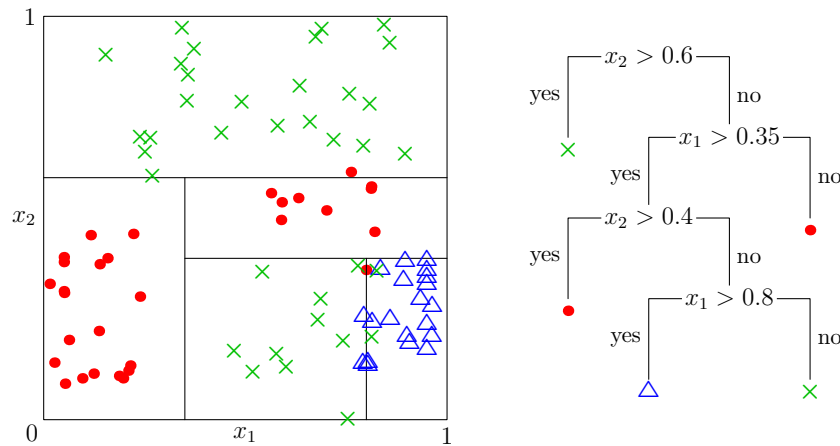 1
x₂
0
x₁
1
x₂ > 0.6
yes
no
x₁ > 0.35
yes
no
x₂ > 0.4
yes
no
x₁ > 0.8
yes
no